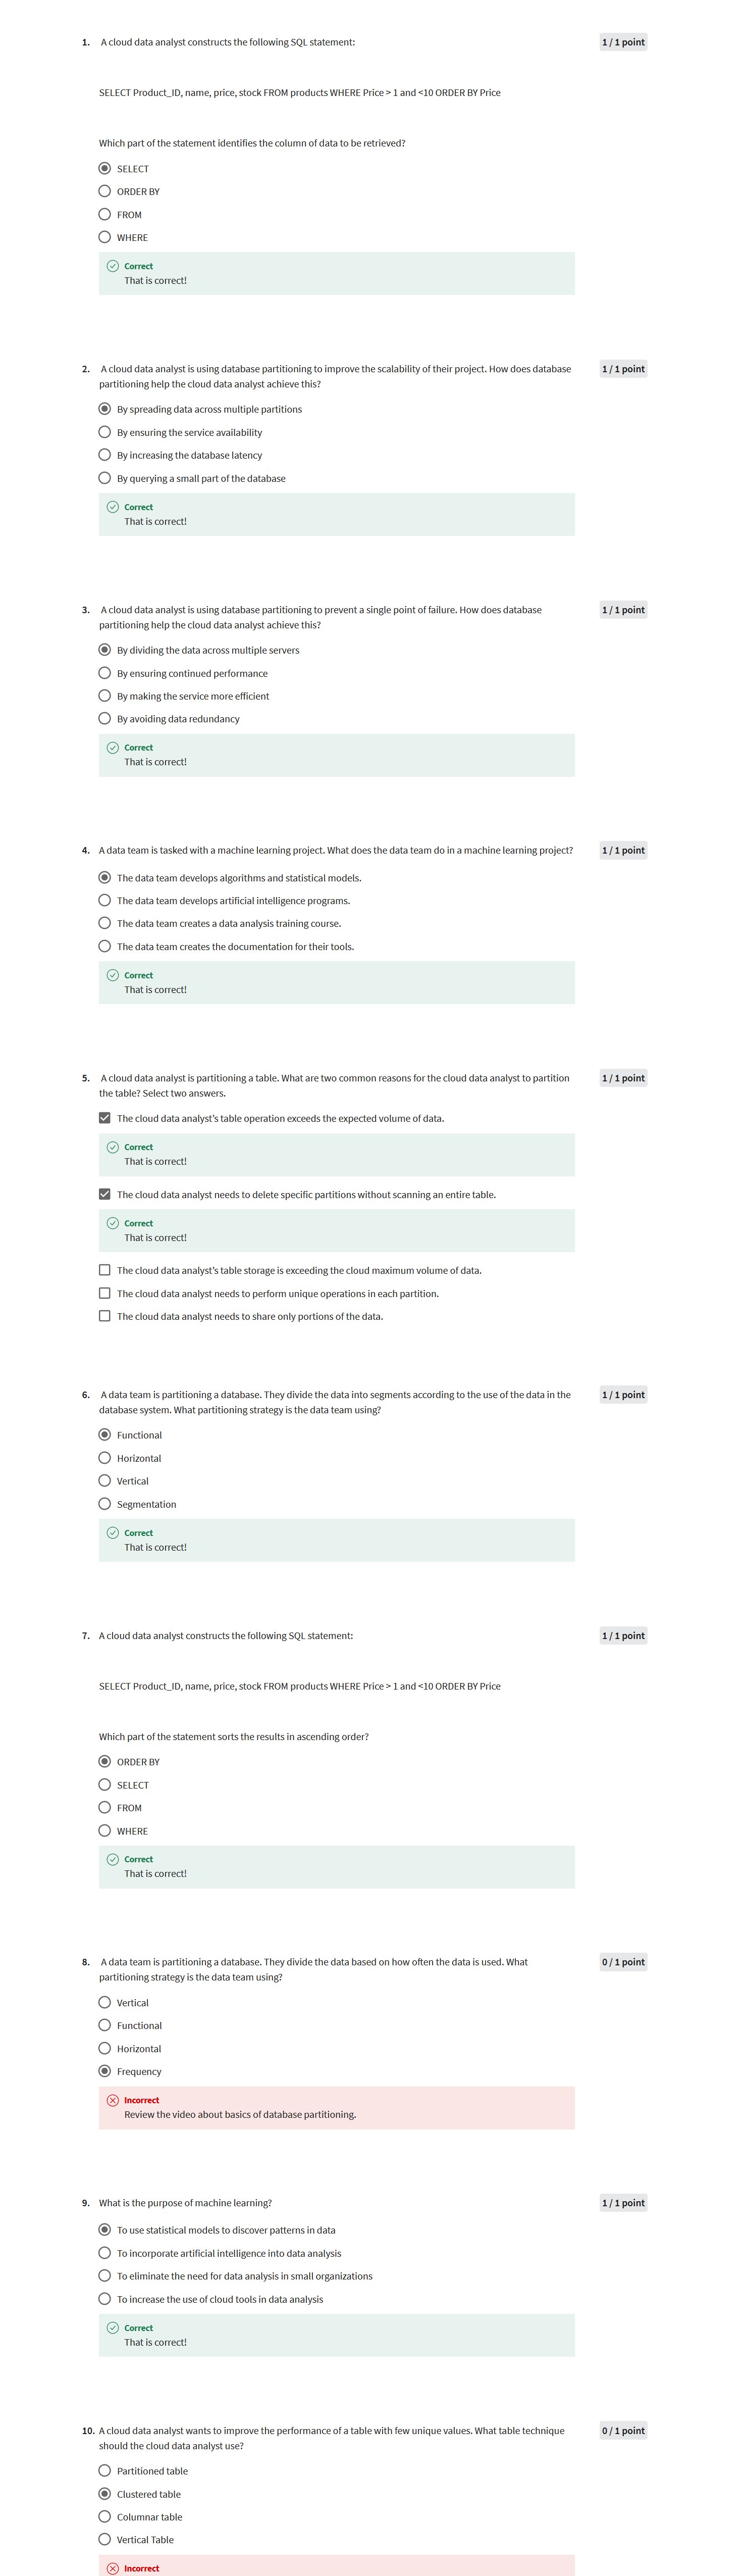 1. A cloud data analyst constructs the following SQL statement:
1 / 1 point
SELECT Product_ID, name, price, stock FROM products WHERE Price > 1 and <10 ORDER BY Price
Which part of the statement identifies the column of data to be retrieved?
SELECT
ORDER BY
FROM
WHERE
Correct
That is correct!
2. A cloud data analyst is using database partitioning to improve the scalability of their project. How does database
partitioning help the cloud data analyst achieve this?
1 / 1 point
By spreading data across multiple partitions
By ensuring the service availability
By increasing the database latency
By querying a small part of the database
Correct
That is correct!
3. A cloud data analyst is using database partitioning to prevent a single point of failure. How does database
partitioning help the cloud data analyst achieve this?
1 / 1 point
By dividing the data across multiple servers
By ensuring continued performance
By making the service more efficient
By avoiding data redundancy
Correct
That is correct!
4. A data team is tasked with a machine learning project. What does the data team do in a machine learning project?
1 / 1 point
The data team develops algorithms and statistical models.
The data team develops artificial intelligence programs.
The data team creates a data analysis training course.
The data team creates the documentation for their tools.
Correct
That is correct!
5. A cloud data analyst is partitioning a table. What are two common reasons for the cloud data analyst to partition
the table? Select two answers.
1 / 1 point
The cloud data analyst's table operation exceeds the expected volume of data.
Correct
That is correct!
The cloud data analyst needs to delete specific partitions without scanning an entire table.
Correct
That is correct!
The cloud data analyst's table storage is exceeding the cloud maximum volume of data.
The cloud data analyst needs to perform unique operations in each partition.
The cloud data analyst needs to share only portions of the data.
6. A data team is partitioning a database. They divide the data into segments according to the use of the data in the
database system. What partitioning strategy is the data team using?
1 / 1 point
Functional
Horizontal
Vertical
Segmentation
Correct
That is correct!
7. A cloud data analyst constructs the following SQL statement:
1 / 1 point
SELECT Product_ID, name, price, stock FROM products WHERE Price > 1 and <10 ORDER BY Price
Which part of the statement sorts the results in ascending order?
ORDER BY
SELECT
FROM
WHERE
Correct
That is correct!
8. A data team is partitioning a database. They divide the data based on how often the data is used. What
partitioning strategy is the data team using?
0 / 1 point
Vertical
Functional
Horizontal
Frequency
Incorrect
Review the video about basics of database partitioning.
9. What is the purpose of machine learning?
1 / 1 point
To use statistical models to discover patterns in data
To incorporate artificial intelligence into data analysis
To eliminate the need for data analysis in small organizations
To increase the use of cloud tools in data analysis
Correct
That is correct!
10. A cloud data analyst wants to improve the performance of a table with few unique values. What table technique
should the cloud data analyst use?
0 / 1 point
Partitioned table
Clustered table
Columnar table
Vertical Table
Incorrect